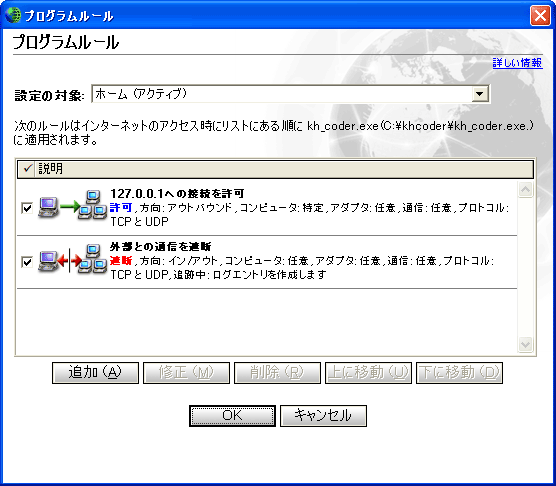 プログラムルール
プログラムルール
詳しい情報
設定の対象: ホーム (アクティブ)
次のルールはインターネットのアクセス時にリストにある順に kh_coder.exe(C:¥khcoder¥kh_coder.exe.)
に適用されます。
説明
127.0.0.1への接続を許可
許可, 方向: アウトバウンド, コンピュータ: 特定, アダプタ: 任意, 通信: 任意, プロトコル:
TCP と UDP
外部との通信を遮断
遮断, 方向: イン/アウト, コンピュータ: 任意, アダプタ: 任意, 通信: 任意, プロトコル:
TCP と UDP, 追跡中: ログエントリを作成します
追加 (A) 修正 (M) 削除 (R) 上に移動 (U) 下に移動 (D)
OK キャンセル